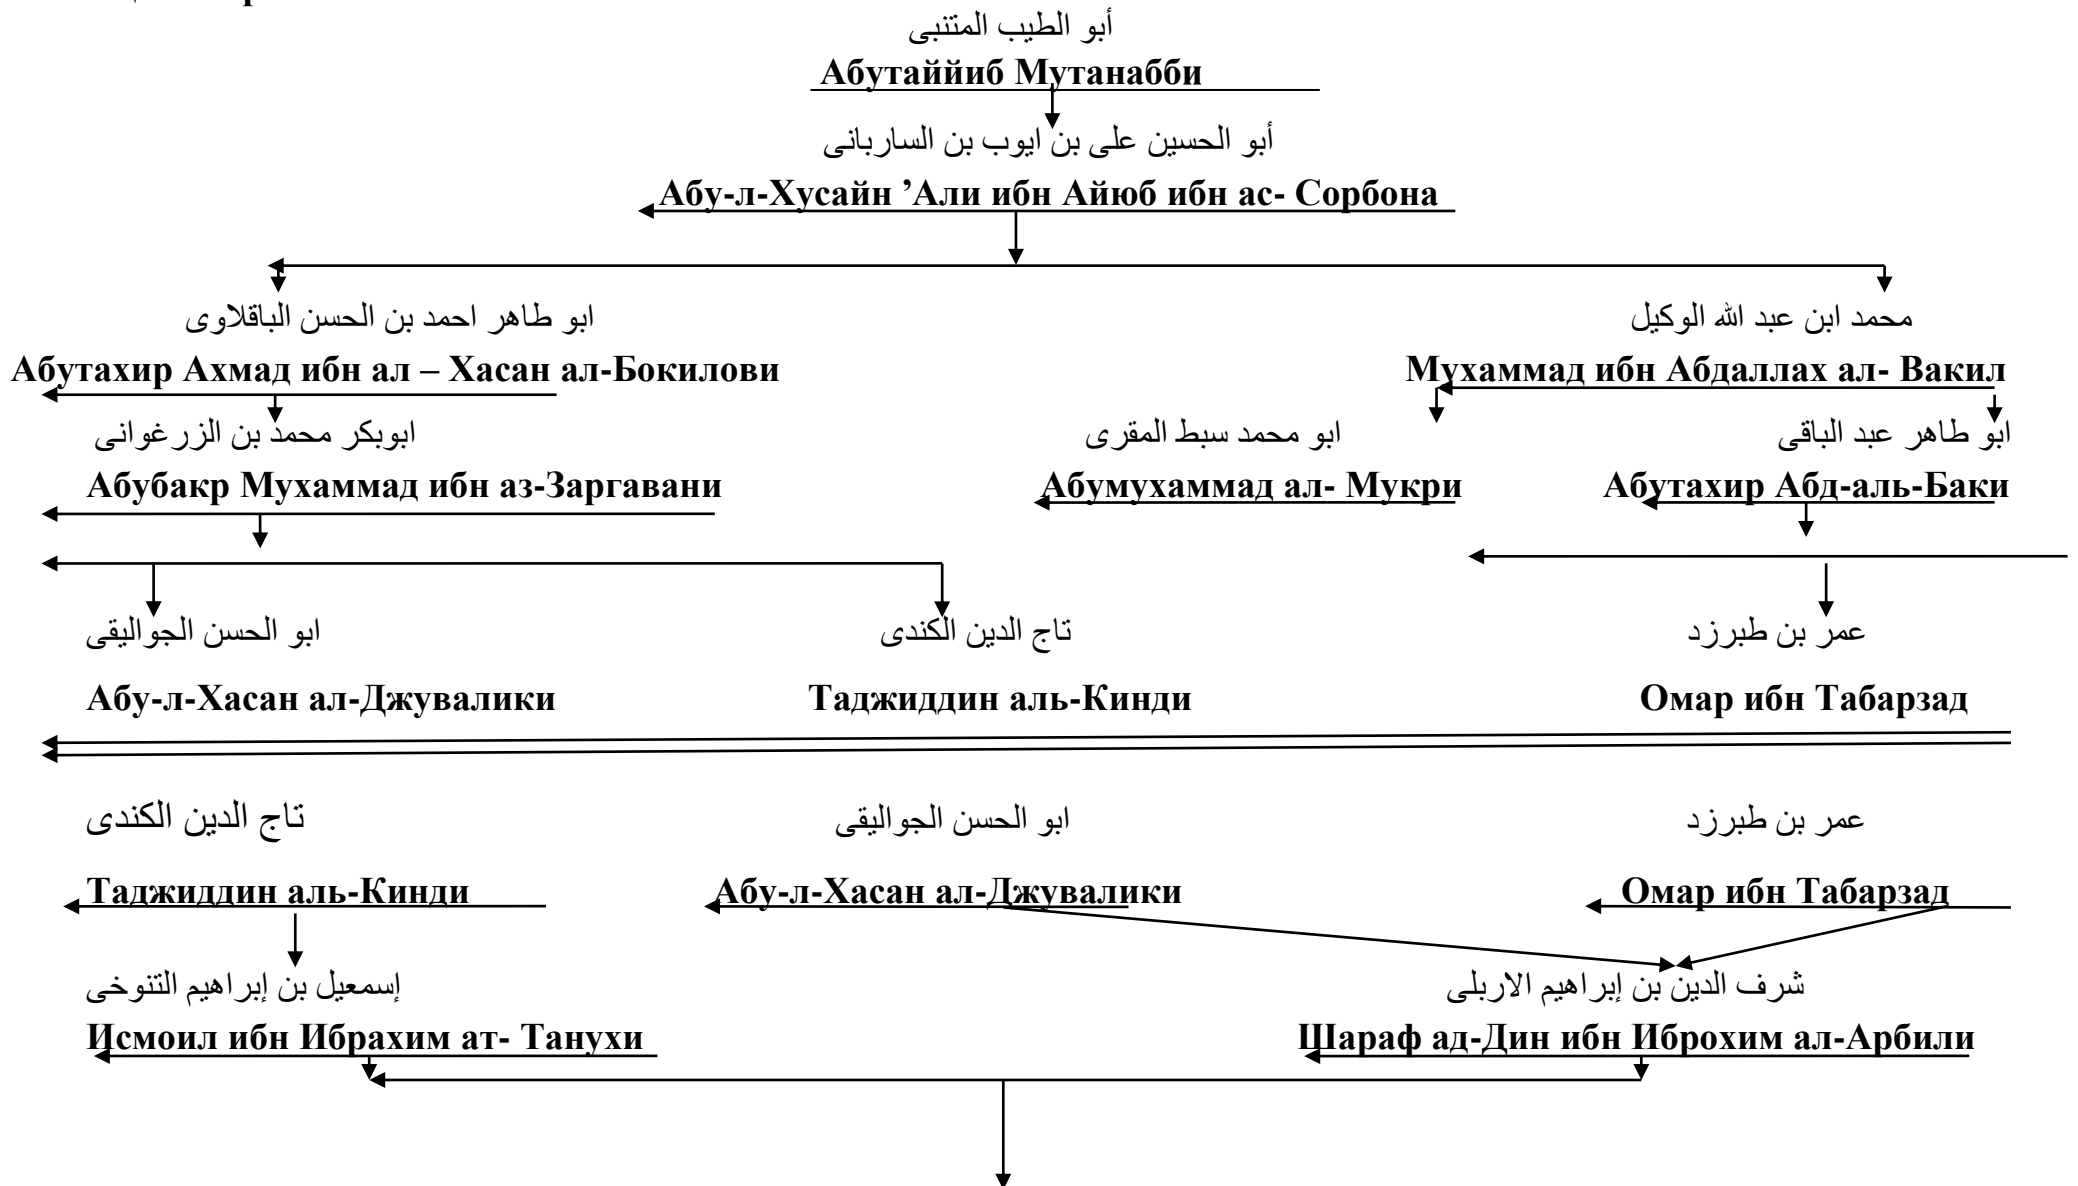 أبو الطيب المتنبى
Абутаййиб Мутанабби
أبو الحسين على بن ايوب بن الساربانى
Абу-л-Хусайн ’Али ибн Айюб ибн ас- Сорбона
ابو طاهر احمد بن الحسن الباقلاوى
محمد ابن عبد الله الوكيل
Абутахир Ахмад ибн ал – Хасан ал-Бокилови
Мухаммад ибн Абдаллах ал- Вакил
ابوبكر محمد بن الزرغوانى
ابو محمد سبط المقرى
ابو طاهر عبد الباقى
Абубакр Мухаммад ибн аз-Заргавани
Абумухаммад ал- Мукри
Абутахир Абд-аль-Баки
ابو الحسن الجواليقى
تاج الدين الكندى
عمر بن طبرزد
Абу-л-Хасан ал-Джувалики
Таджиддин аль-Кинди
Омар ибн Табарзад
تاج الدين الكندى
ابو الحسن الجواليقى
عمر بن طبرزد
Таджиддин аль-Кинди
Абу-л-Хасан ал-Джувалики
Омар ибн Табарзад
إسمعيل بن إبراهيم التنوخى
شرف الدين بن إبراهيم الاربلى
Исмоил ибн Ибрахим ат- Танухи
Шараф ад-Дин ибн Иброхим ал-Арбили